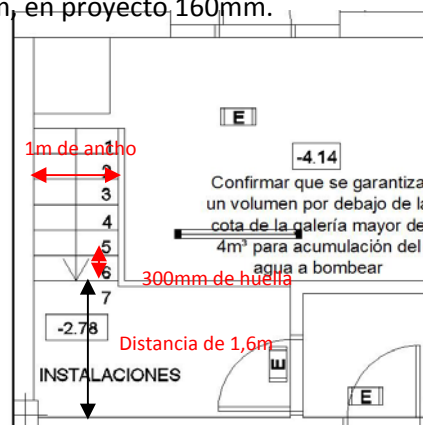 m, en proyecto 160mm.
E
1
1m de ancho
2
-4.14
3
Confirmar que se garantiza
un volumen por debajo de la
4
cota de la galería mayor de
5
4m³ para acumulación del
6
agua a bombear
300mm de huella
7
-2.78
Distancia de 1,6m
E
INSTALACIONES
E